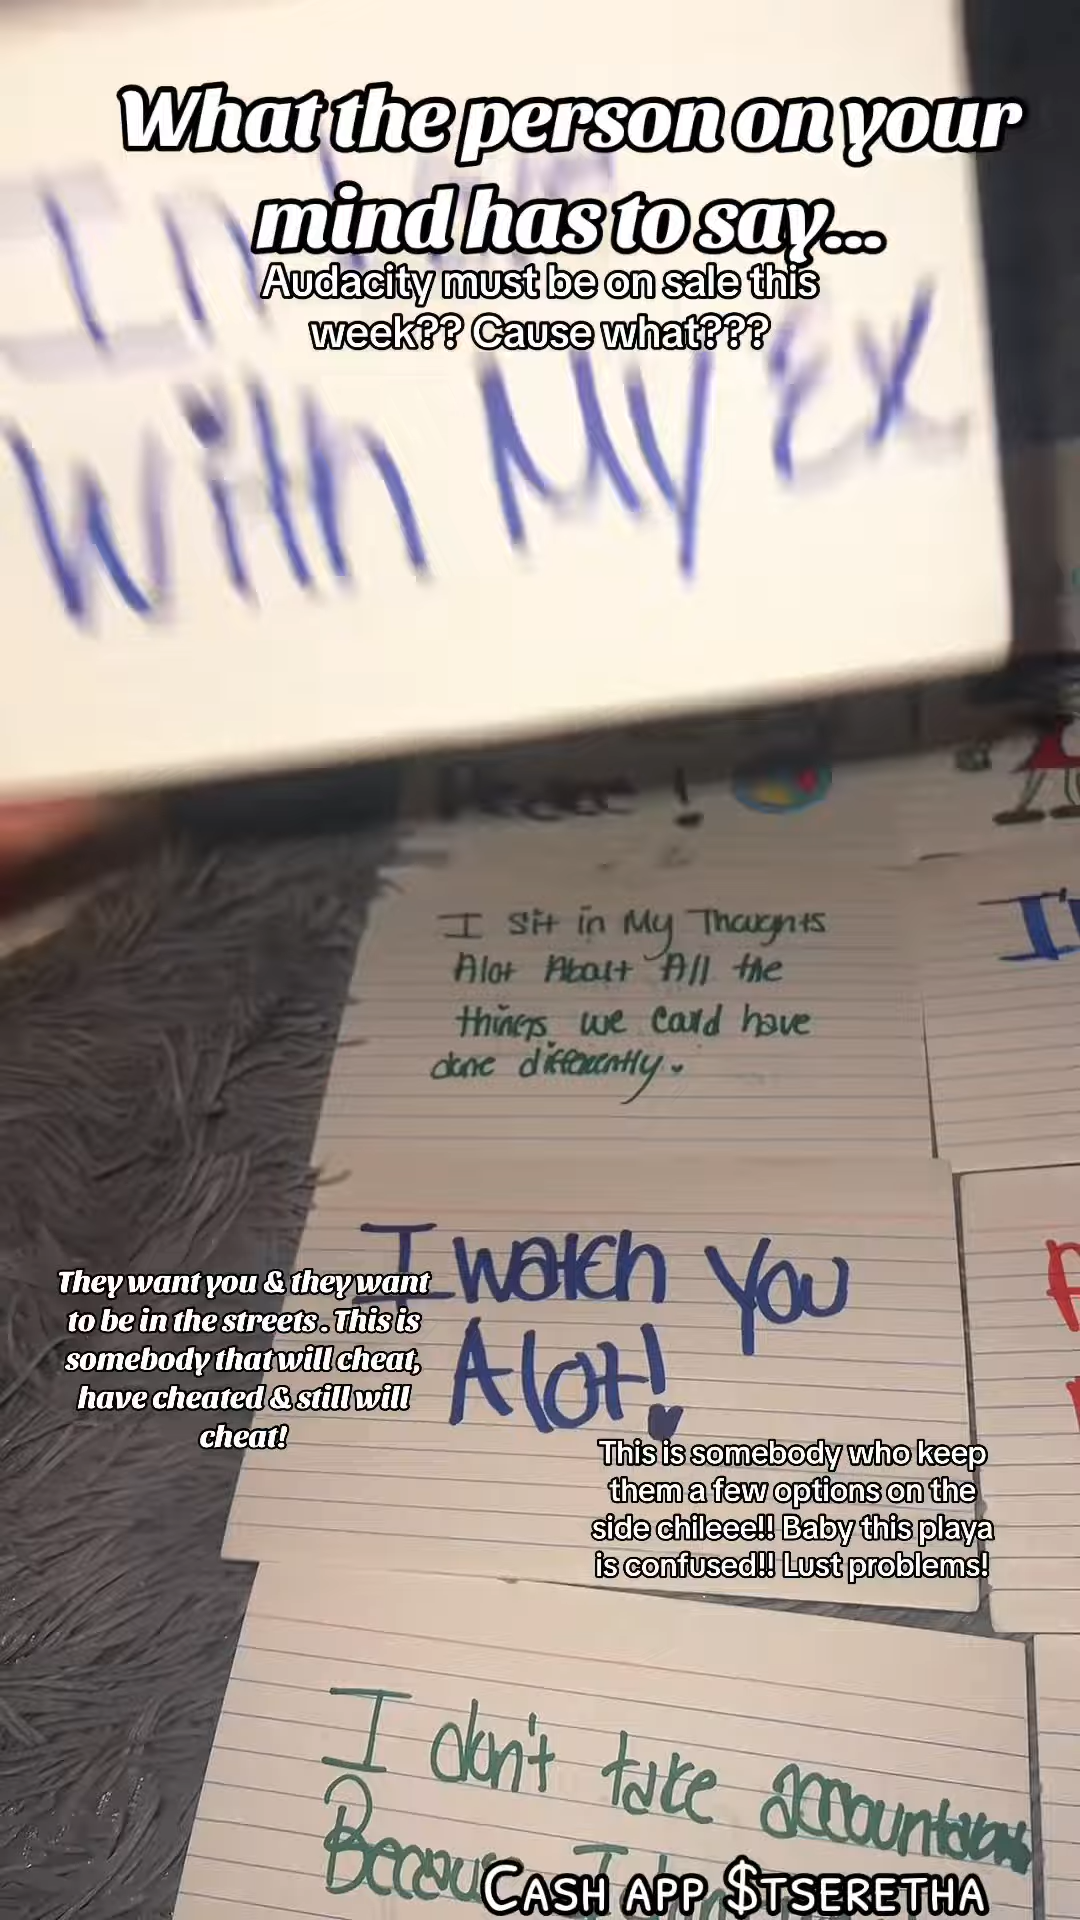 What the person on your
mind has to say...
Audacity must be on sale this
week?? Cause what???
With My Ex
I Sit in My Thoughts
Alot About All the
things we could have
done differently.
I'
I watch You
Alot!
They want you & they want
to be in the streets. This is
somebody that will cheat,
have cheated & still will
cheat!
This is somebody who keep
them a few options on the
side chileee!! Baby this playa
is confused!! Lust problems!
I don't take
Cash app $tseretha